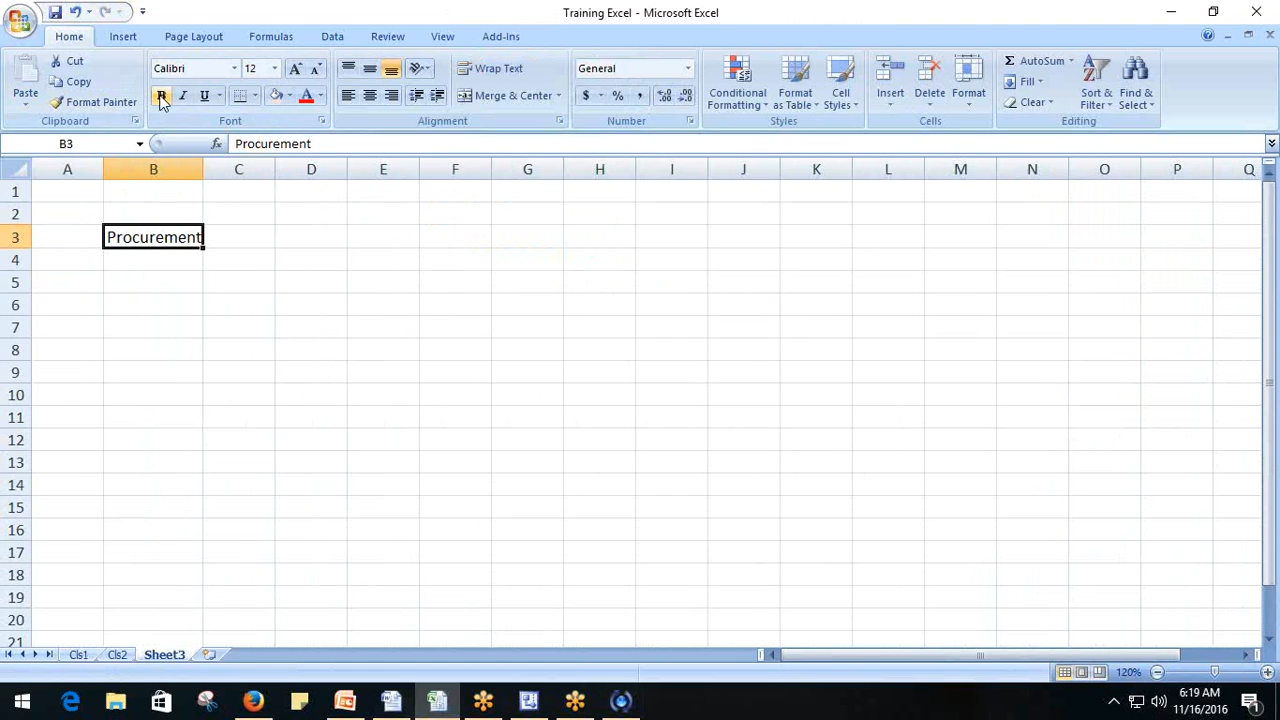 Training Excel - Microsoft Excel
Home Insert Page Layout Formulas Data Review View Add-Ins
Paste
Cut
Copy
Format Painter
Clipboard
Calibri 12
B I U
Font
Wrap Text
Merge & Center
Alignment
General
$ % ,
Number
Conditional Formatting
Format as Table
Cell Styles
Styles
Insert Delete Format
Cells
Σ AutoSum
Fill
Clear
Sort & Filter
Find & Select
Editing
B3 fx Procurement
A B C D E F G H I J K L M N O P Q
1
2
3 Procurement
4
5
6
7
8
9
10
11
12
13
14
15
16
17
18
19
20
21
Cls1 Cls2 Sheet3
120%
6:19 AM
11/16/2016
1